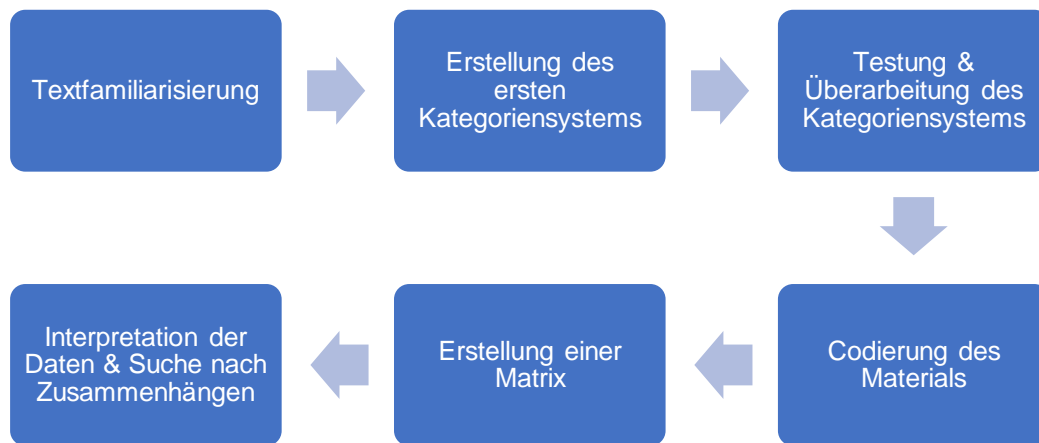 Textfamiliarisierung
Erstellung des
ersten
Kategoriensystems
Testung &
Überarbeitung des
Kategoriensystems
Codierung des
Materials
Erstellung einer
Matrix
Interpretation der
Daten & Suche nach
Zusammenhängen